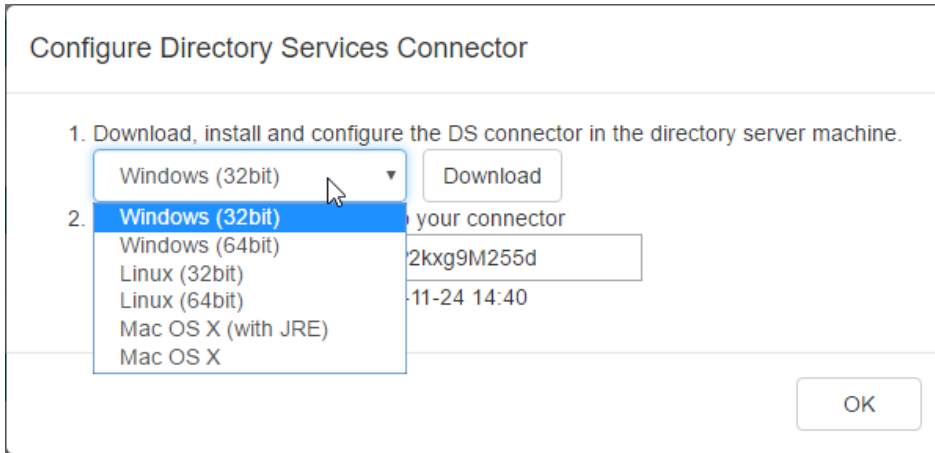 Configure Directory Services Connector
1. Download, install and configure the DS connector in the directory server machine.
Windows (32bit) Download
2. your connector
Windows (32bit)
Windows (64bit)
Linux (32bit)
Linux (64bit)
Mac OS X (with JRE)
Mac OS X
2kxg9M255d
-11-24 14:40
OK